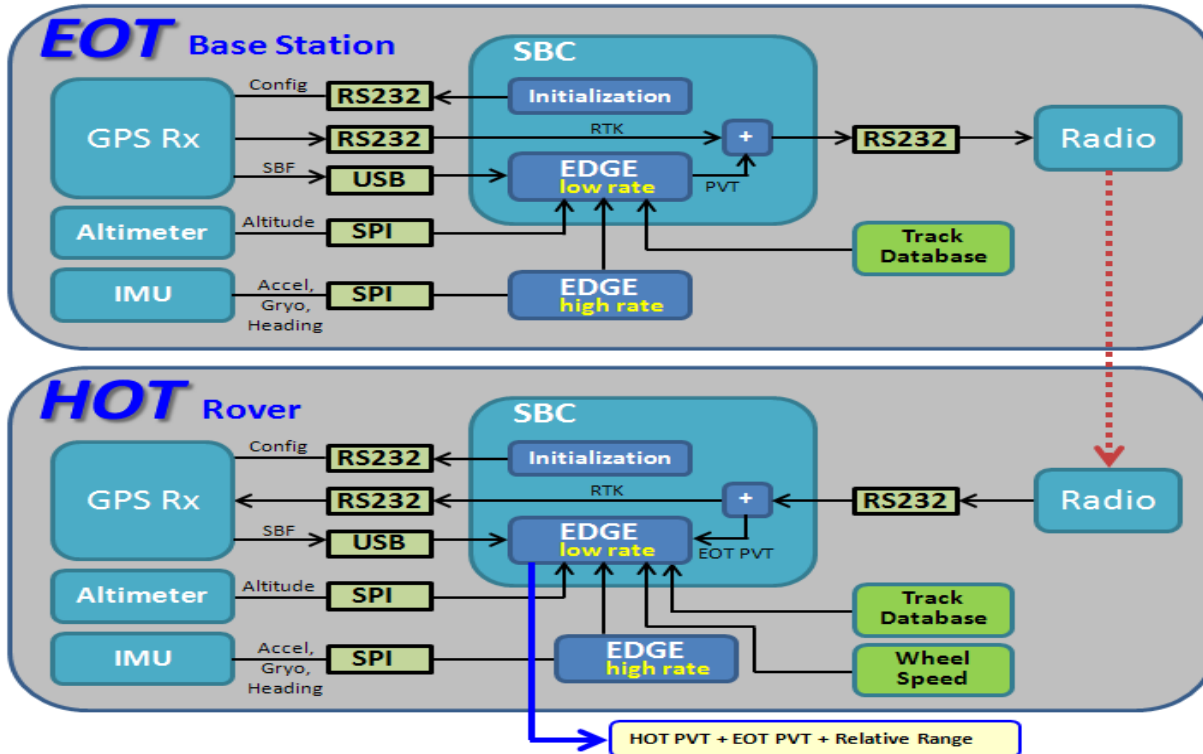 EOT Base Station
SBC
Config
RS232
Initialization
GPS Rx
RS232
RTK
+
RS232
Radio
SBF
USB
EDGE
low rate
PVT
Altimeter
Altitude
SPI
Track
Database
IMU
Accel,
Gryo,
Heading
SPI
EDGE
high rate
HOT Rover
SBC
Config
RS232
Initialization
GPS Rx
RS232
RTK
+
RS232
Radio
SBF
USB
EDGE
low rate
EOT PVT
Altimeter
Altitude
SPI
Track
Database
IMU
Accel,
Gryo,
Heading
SPI
EDGE
high rate
Wheel
Speed
HOT PVT + EOT PVT + Relative Range